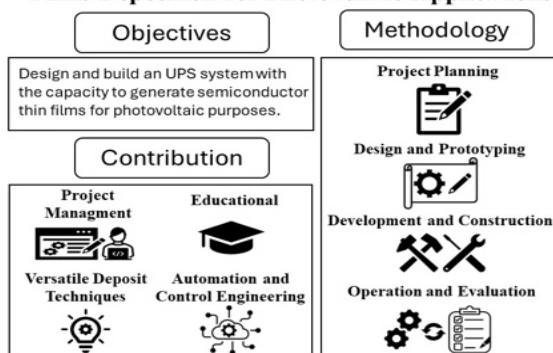 Objectives
Design and build an UPS system with
the capacity to generate semiconductor
thin films for photovoltaic purposes.
Contribution
Project
Managment
Educational
Versatile Deposit
Techniques
Automation and
Control Engineering
Methodology
Project Planning
Design and Prototyping
Development and Construction
Operation and Evaluation